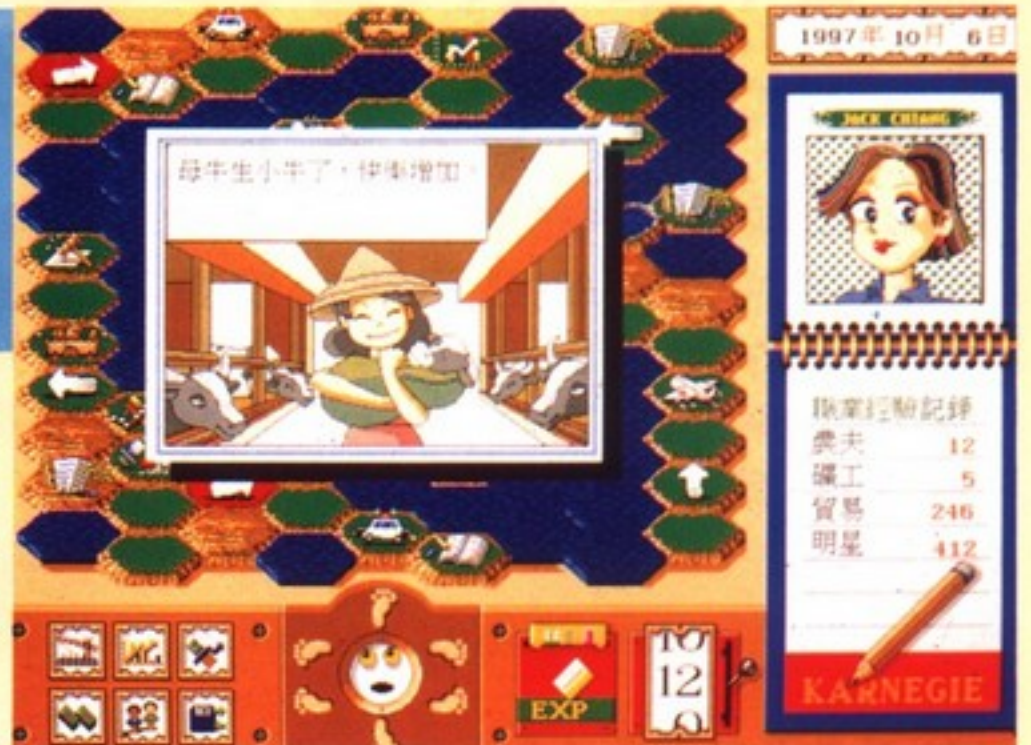 1997年 10月 6日
JACK CHIANG
母牛生小牛了，快樂增加。
職業經驗記錄
農夫 12
礦工 5
貿易 246
明星 412
EXP
10
12
KARNEGIE